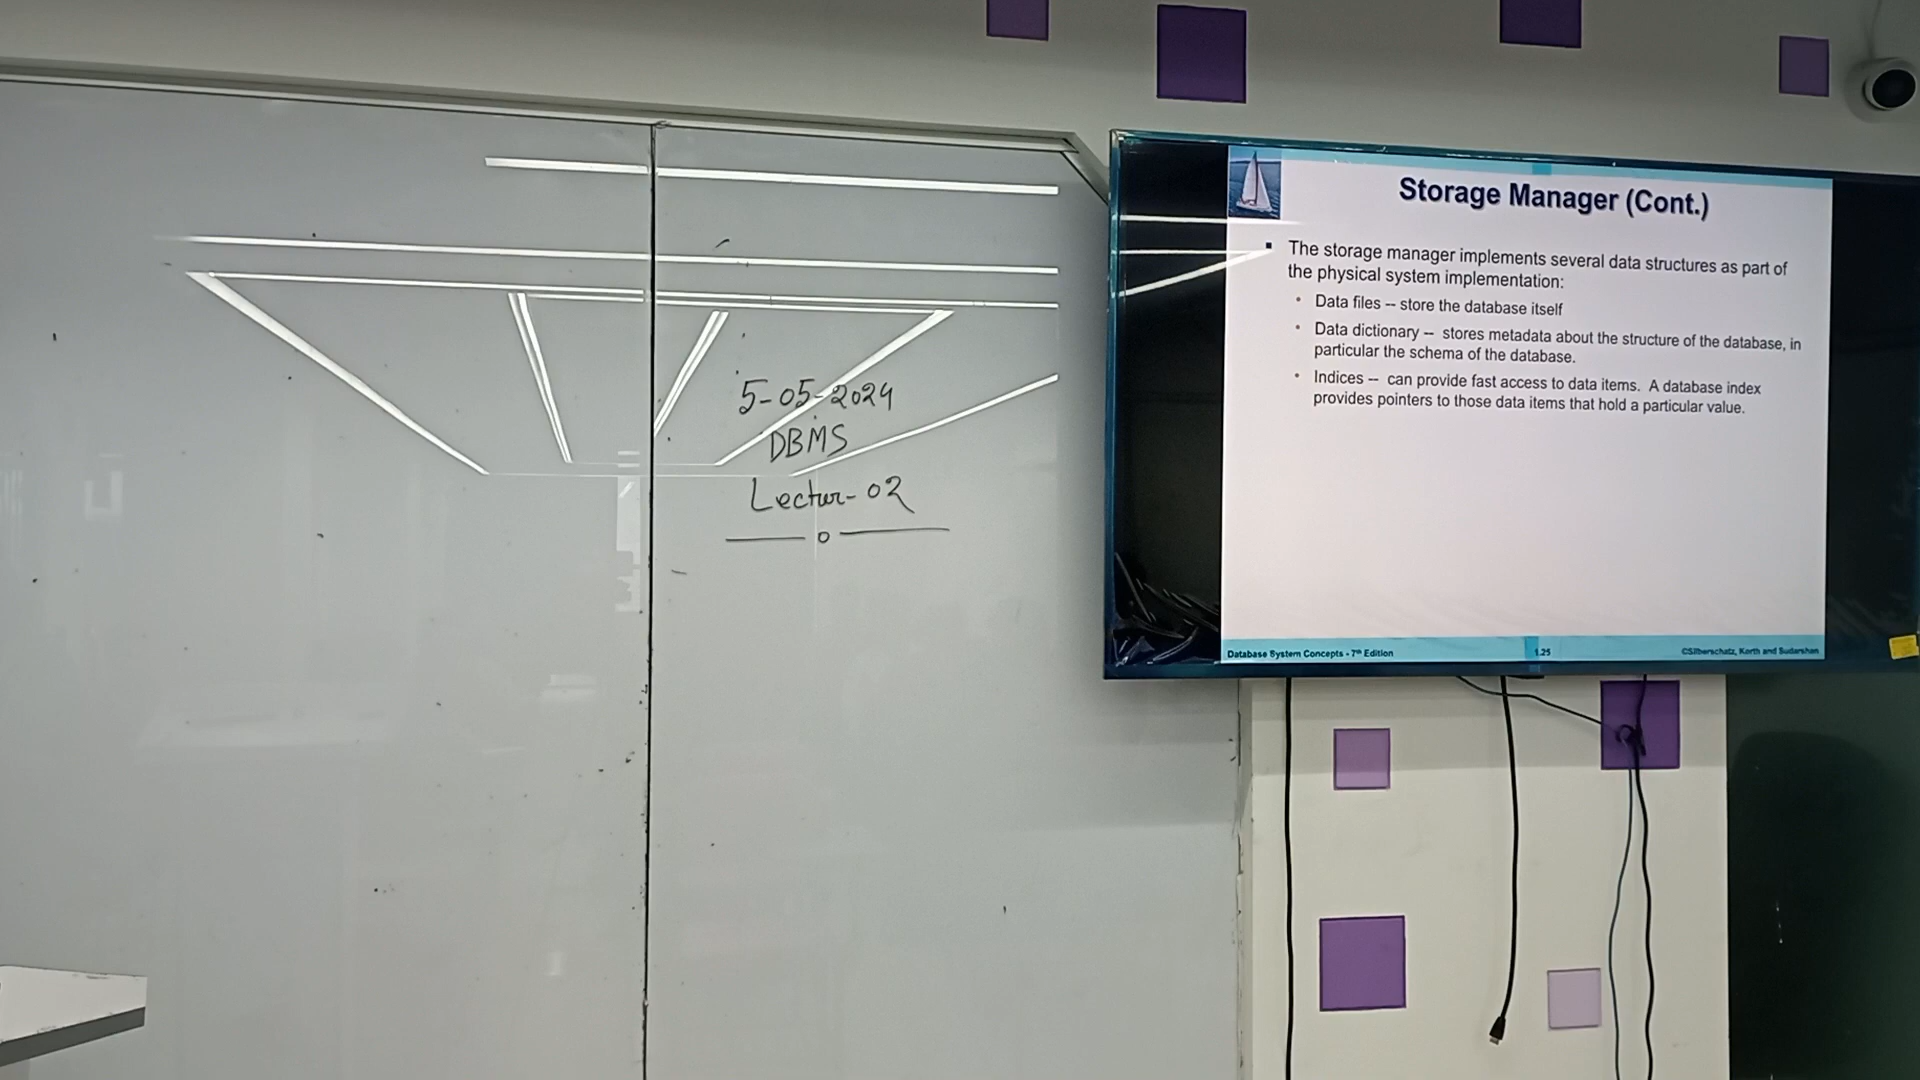 5-05-2024
DBMS
Lectur-02
Storage Manager (Cont.)
The storage manager implements several data structures as part of
the physical system implementation:
Data files -- store the database itself
Data dictionary -- stores metadata about the structure of the database, in
particular the schema of the database.
Indices -- can provide fast access to data items. A database index
provides pointers to those data items that hold a particular value.
Database System Concepts - 7th Edition
1.25
©Silberschatz, Korth and Sudarshan